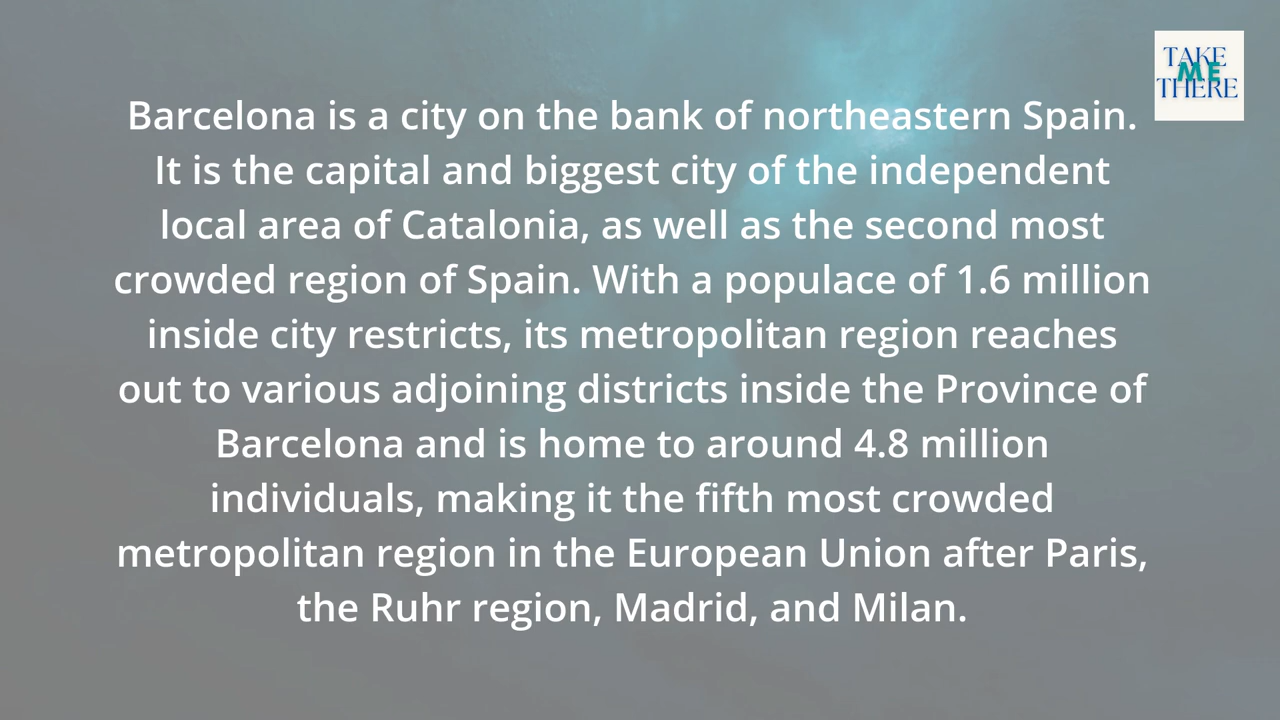 TAKE
ME
THERE
Barcelona is a city on the bank of northeastern Spain.
It is the capital and biggest city of the independent
local area of Catalonia, as well as the second most
crowded region of Spain. With a populace of 1.6 million
inside city restricts, its metropolitan region reaches
out to various adjoining districts inside the Province of
Barcelona and is home to around 4.8 million
individuals, making it the fifth most crowded
metropolitan region in the European Union after Paris,
the Ruhr region, Madrid, and Milan.